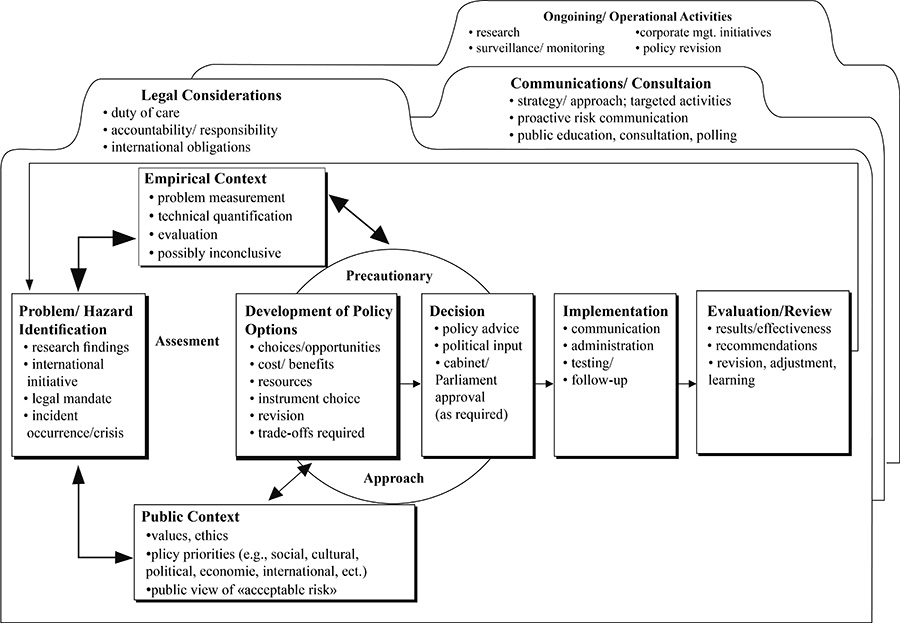 Ongoining/ Operational Activities
• research
•corporate mgt. initiatives
• surveillance/ monitoring
• policy revision
Communications/ Consultaion
• strategy/ approach; targeted activities
• proactive risk communication
• public education, consultation, polling
Legal Considerations
• duty of care
• accountability/ responsibility
• international obligations
Empirical Context
• problem measurement
• technical quantification
• evaluation
• possibly inconclusive
Precautionary
Problem/ Hazard
Identification
• research findings
• international
initiative
• legal mandate
• incident
occurrence/crisis
Assesment
Development of Policy
Options
• choices/opportunities
• cost/ benefits
• resources
• instrument choice
• revision
• trade-offs required
Decision
• policy advice
• political input
• cabinet/
Parliament
approval
(as required)
Implementation
• communication
• administration
• testing/
• follow-up
Evaluation/Review
• results/effectiveness
• recommendations
• revision, adjustment,
learning
Approach
Public Context
•values, ethics
•plicy priorities (e.g., social, cultural,
political, economie, international, ect.)
•public view of «acceptable risk»